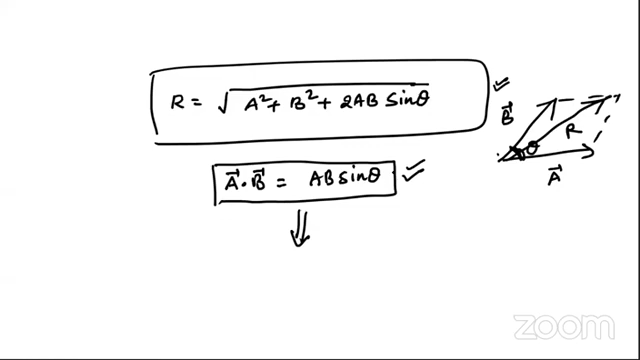 R = √A² + B² + 2AB sinθ
B⃗
R
θ
A⃗
A⃗ · B⃗ = AB sinθ
zoom